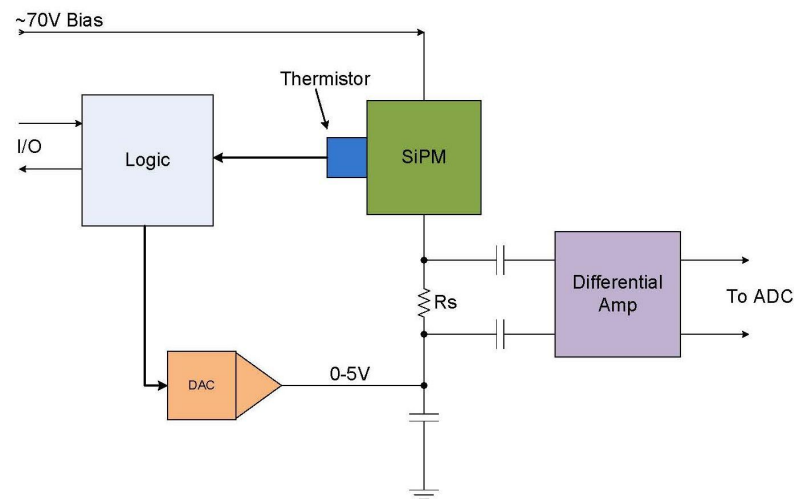 ~70V Bias
Thermistor
I/O
Logic
SiPM
Rs
Differential
Amp
To ADC
DAC
0-5V